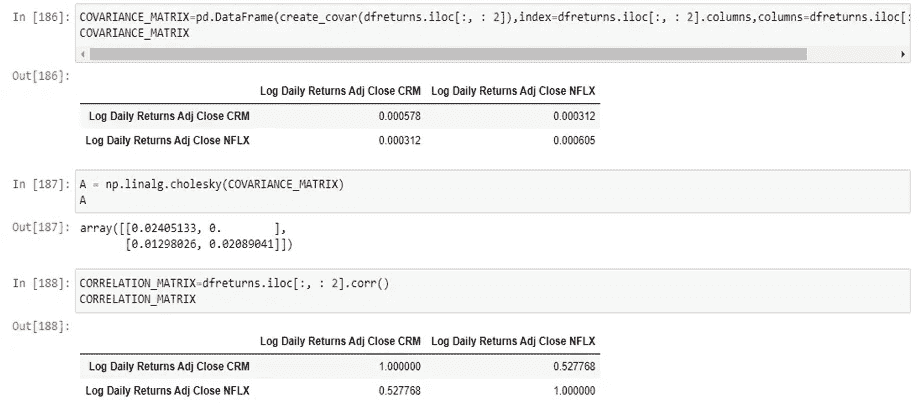 In [186]: COVARIANCE_MATRIX=pd.DataFrame(create_covar(dfreturns.iloc[:, : 2]),index=dfreturns.iloc[:, : 2].columns,columns=dfreturns.iloc[:
COVARIANCE_MATRIX
Out[186]:
Log Daily Returns Adj Close CRM Log Daily Returns Adj Close NFLX
Log Daily Returns Adj Close CRM 0.000578 0.000312
Log Daily Returns Adj Close NFLX 0.000312 0.000605
In [187]: A = np.linalg.cholesky(COVARIANCE_MATRIX)
A
Out[187]: array([[0.02405133, 0.        ],
[0.01298026, 0.02089041]])
In [188]: CORRELATION_MATRIX=dfreturns.iloc[:, : 2].corr()
CORRELATION_MATRIX
Out[188]:
Log Daily Returns Adj Close CRM Log Daily Returns Adj Close NFLX
Log Daily Returns Adj Close CRM 1.000000 0.527768
Log Daily Returns Adj Close NFLX 0.527768 1.000000